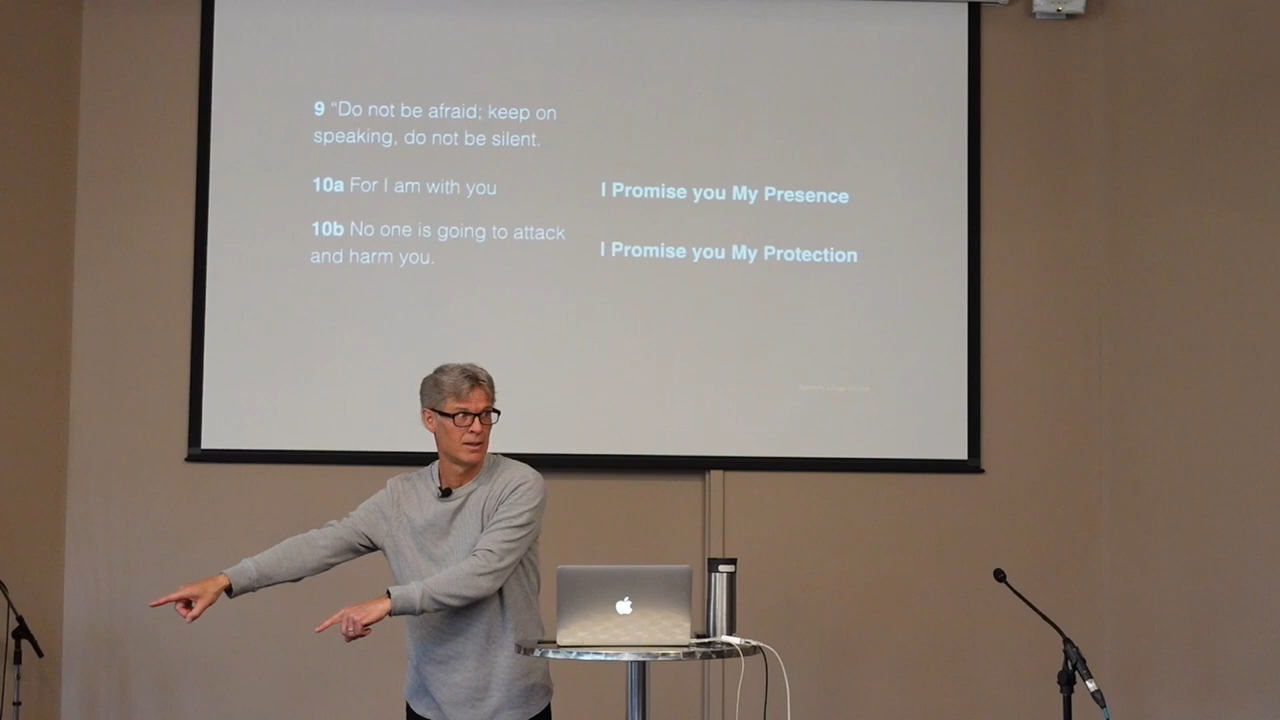 9 “Do not be afraid; keep on
speaking, do not be silent.
10a For I am with you
I Promise you My Presence
10b No one is going to attack
and harm you.
I Promise you My Protection